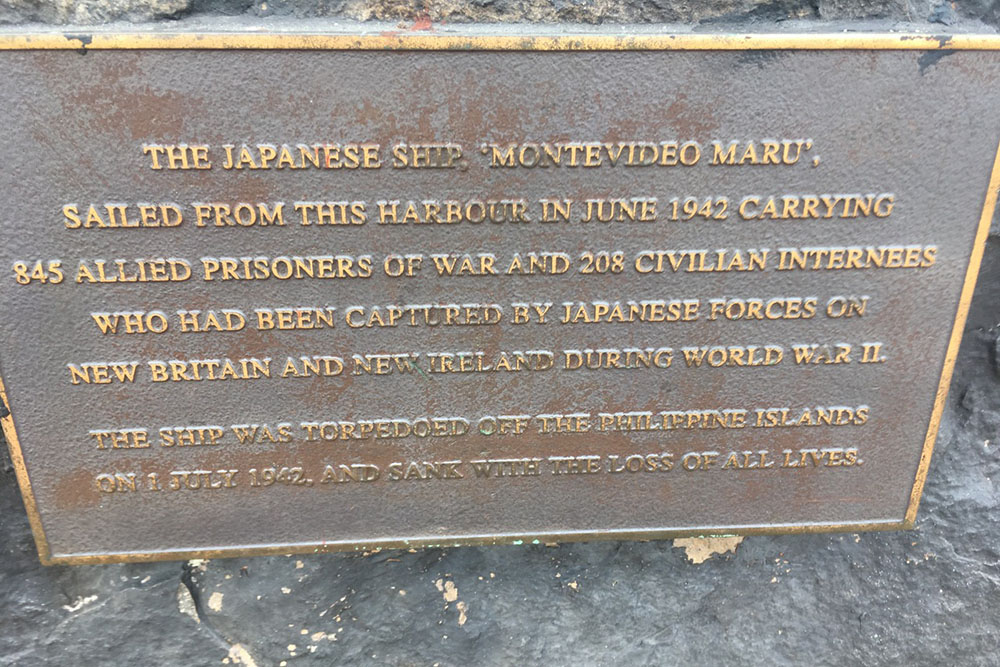 THE JAPANESE SHIP, 'MONTEVIDEO MARU',
SAILED FROM THIS HARBOUR IN JUNE 1942 CARRYING
845 ALLIED PRISONERS OF WAR AND 208 CIVILIAN INTERNEES
WHO HAD BEEN CAPTURED BY JAPANESE FORCES ON
NEW BRITAIN AND NEW IRELAND DURING WORLD WAR II.
THE SHIP WAS TORPEDOED OFF THE PHILIPPINE ISLANDS
ON 1 JULY 1942, AND SANK WITH THE LOSS OF ALL LIVES.